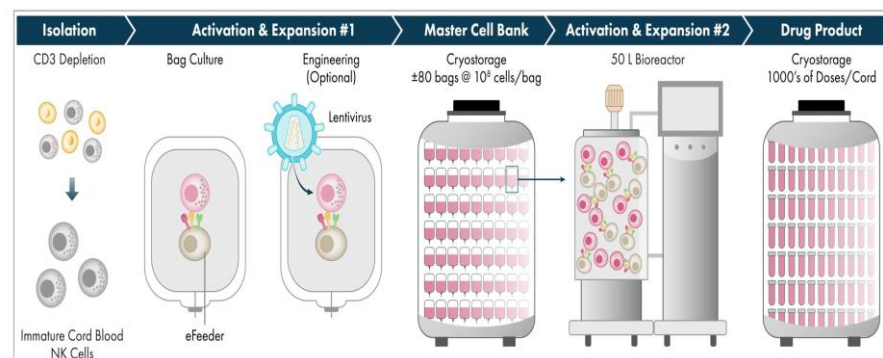 Isolation
Activation & Expansion #1
Master Cell Bank
Activation & Expansion #2
Drug Product
CD3 Depletion
Bag Culture
Engineering
(Optional)
Cryostorage
±80 bags @ 10⁸ cells/bag
50 L Bioreactor
Cryostorage
1000's of Doses/Cord
Lentivirus
eFeeder
Immature Cord Blood
NK Cells